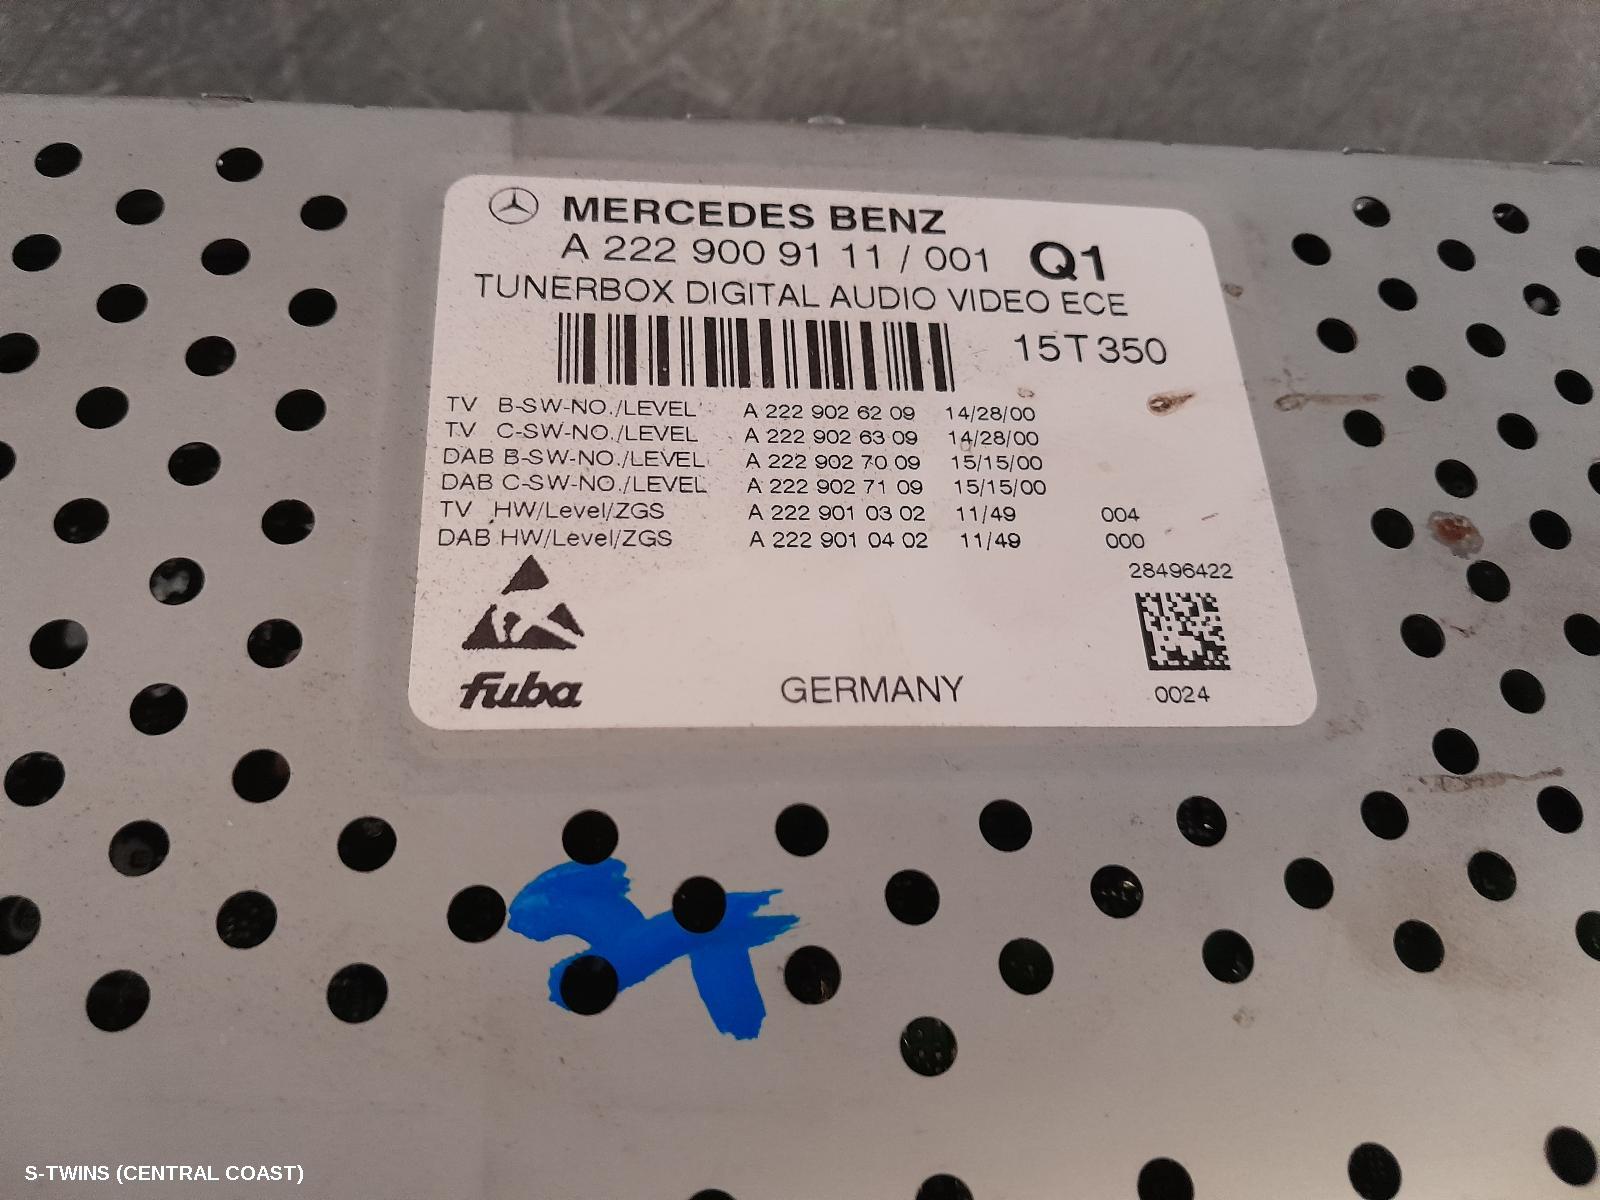 MERCEDES BENZ
A 222 900 91 11 / 001 Q1
TUNERBOX DIGITAL AUDIO VIDEO ECE
15T350
TV B-SW-NO./LEVEL A 222 902 62 09 14/28/00
TV C-SW-NO./LEVEL A 222 902 63 09 14/28/00
DAB B-SW-NO./LEVEL A 222 902 70 09 15/15/00
DAB C-SW-NO./LEVEL A 222 902 71 09 15/15/00
TV HW/Level/ZGS A 222 901 03 02 11/49 004
DAB HW/Level/ZGS A 222 901 04 02 11/49 000
28496422
fuba GERMANY 0024
S-TWINS (CENTRAL COAST)